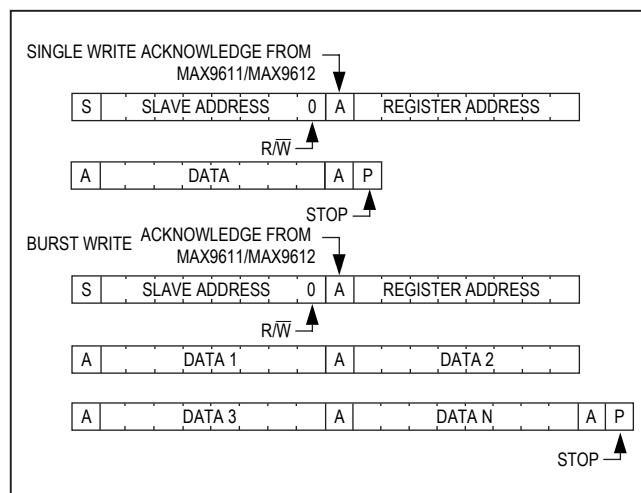 SINGLE WRITE ACKNOWLEDGE FROM
MAX9611/MAX9612
S SLAVE ADDRESS 0 A REGISTER ADDRESS
R/W̅
A DATA A P
STOP
BURST WRITE ACKNOWLEDGE FROM
MAX9611/MAX9612
S SLAVE ADDRESS 0 A REGISTER ADDRESS
R/W̅
A DATA 1 A DATA 2
A DATA 3 A DATA N A P
STOP